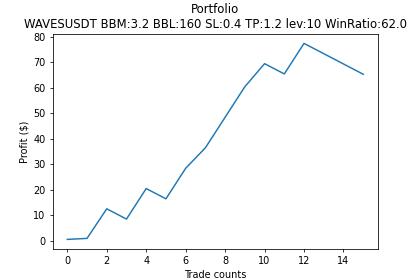 Portfolio
WAVESUSDT BBM:3.2 BBL:160 SL:0.4 TP:1.2 lev:10 WinRatio:62.0
80
70
60
50
40
30
20
10
0
Profit ($)
0 2 4 6 8 10 12 14
Trade counts